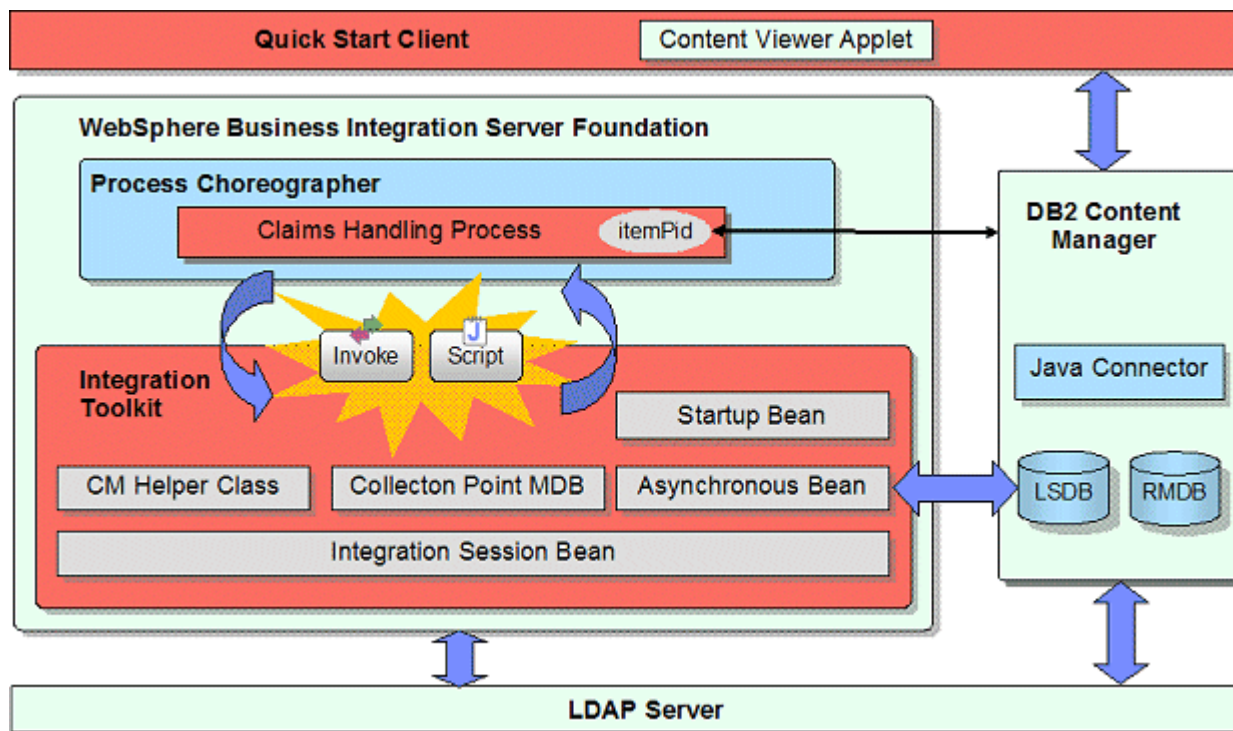 Quick Start Client
Content Viewer Applet
WebSphere Business Integration Server Foundation
Process Choreographer
Claims Handling Process
itemPid
DB2 Content
Manager
Invoke
J
Script
Integration
Toolkit
Java Connector
Startup Bean
CM Helper Class
Collecton Point MDB
Asynchronous Bean
LSDB
RMDB
Integration Session Bean
LDAP Server